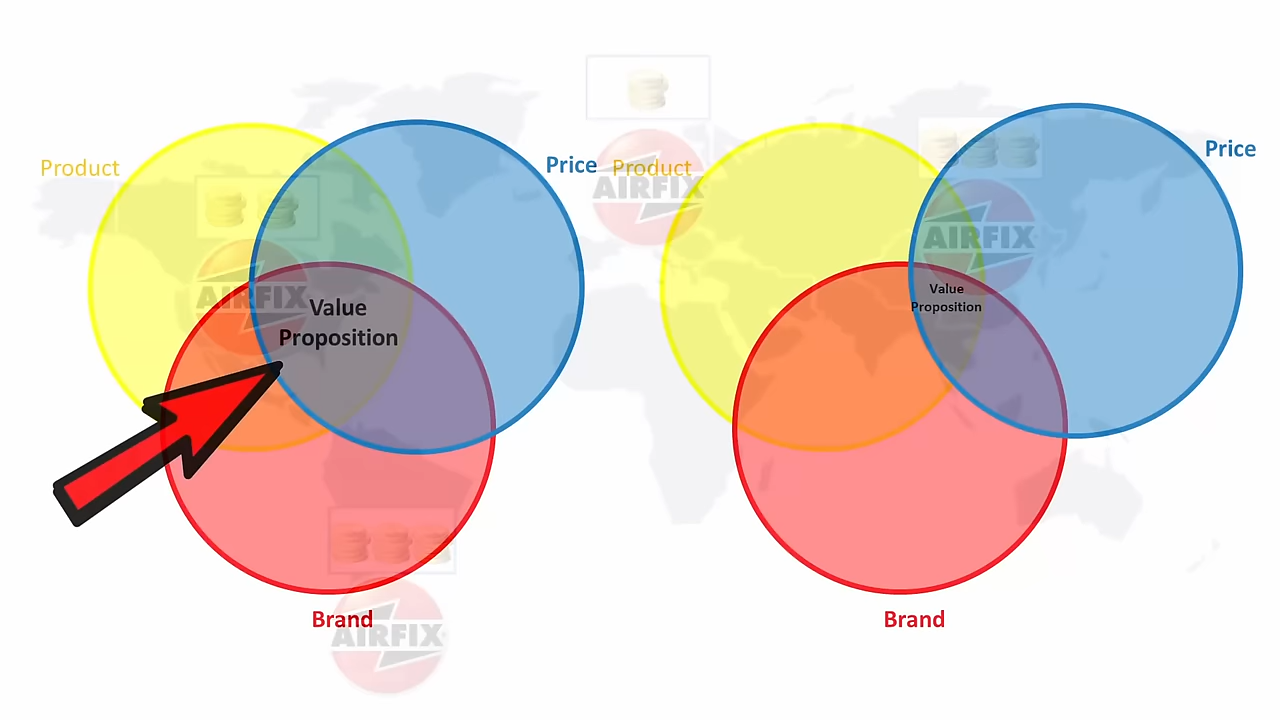 Product
Price
AIRFIX
Value
Proposition
Brand
AIRFIX
Product
AIRFIX
Price
AIRFIX
Value
Proposition
Brand